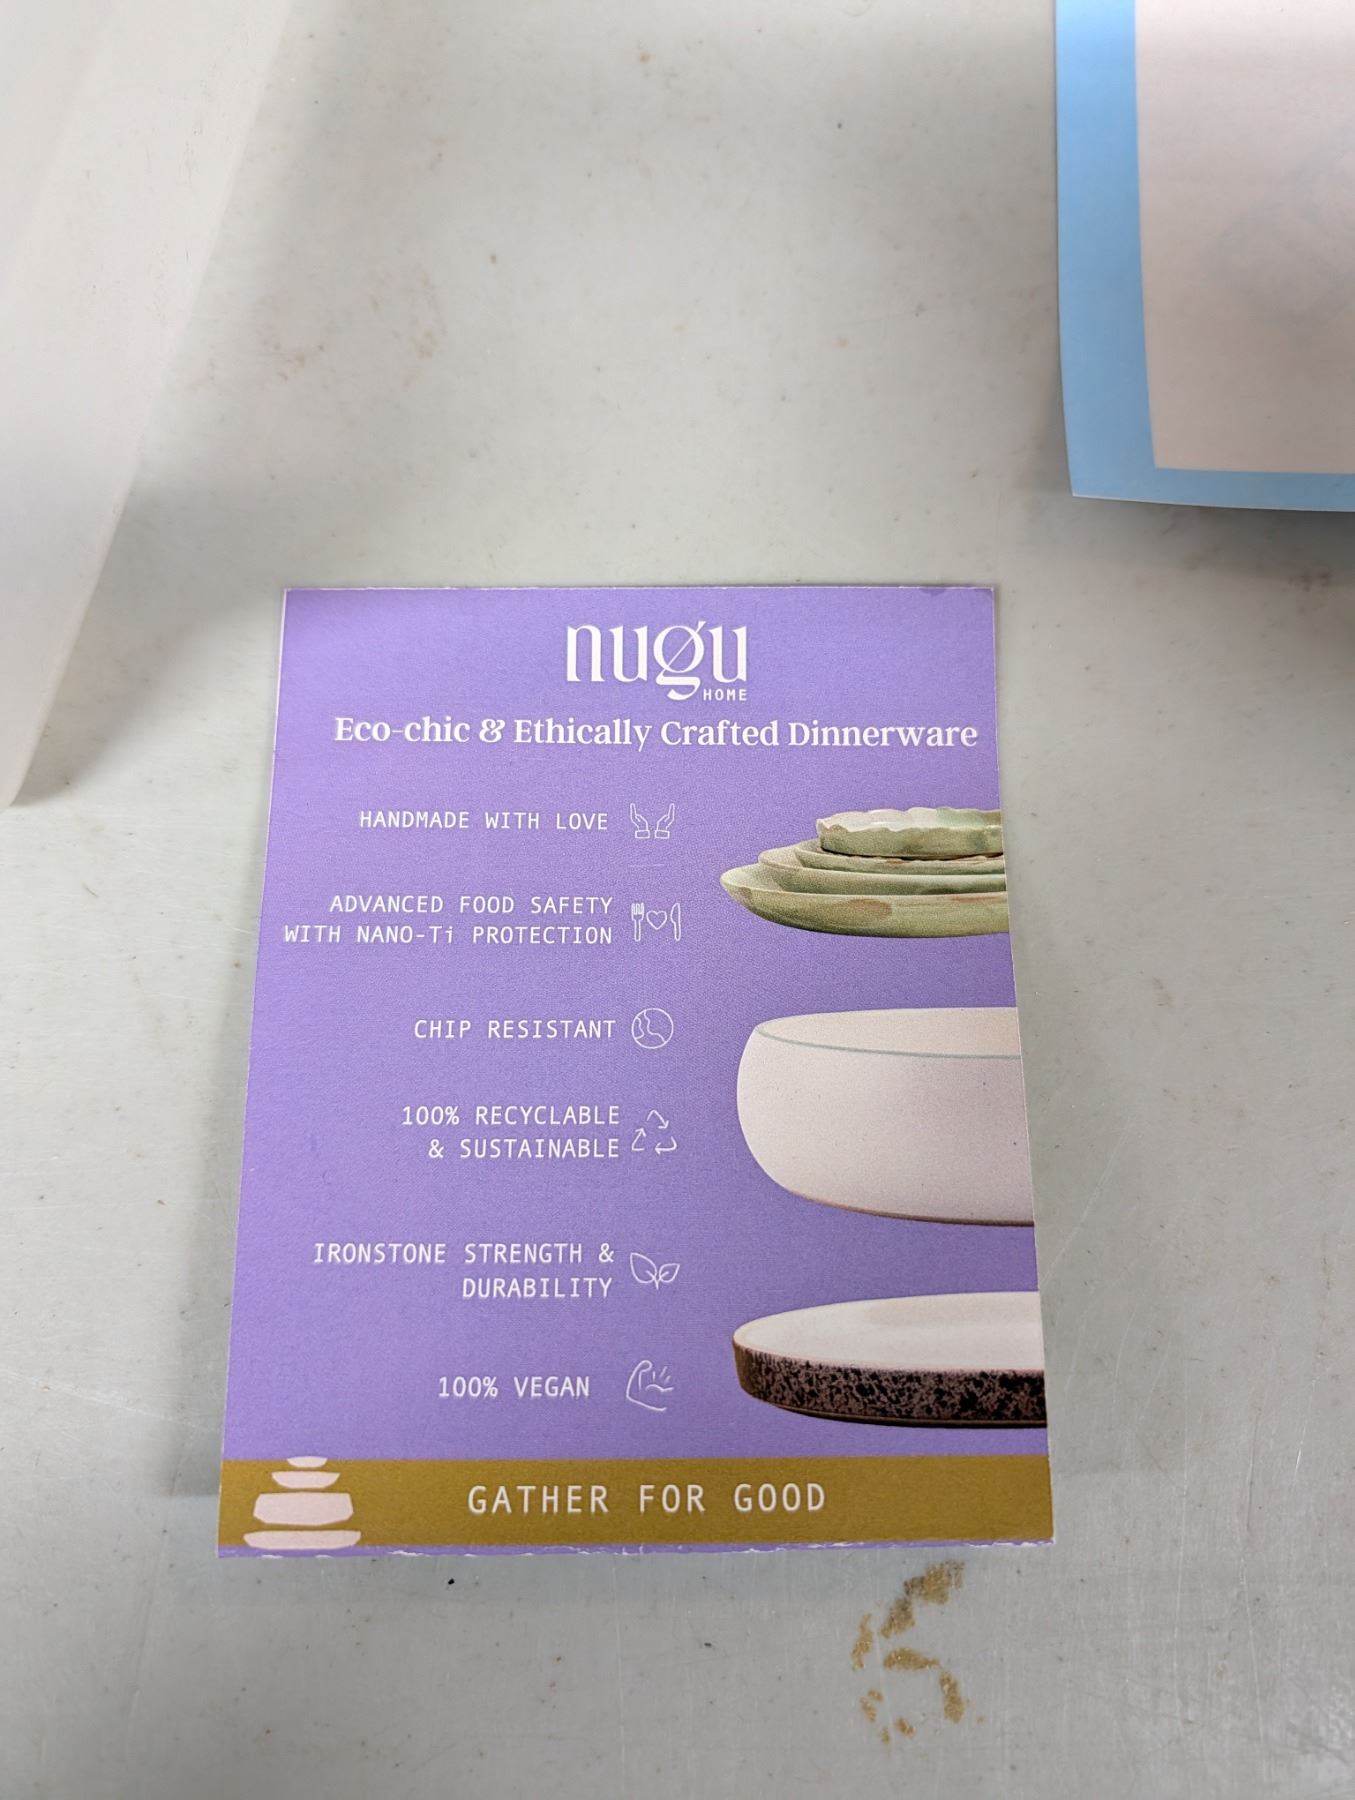 nugu
HOME
Eco-chic & Ethically Crafted Dinnerware
HANDMADE WITH LOVE
ADVANCED FOOD SAFETY
WITH NANO-Ti PROTECTION
CHIP RESISTANT
100% RECYCLABLE
& SUSTAINABLE
IRONSTONE STRENGTH &
DURABILITY
100% VEGAN
GATHER FOR GOOD